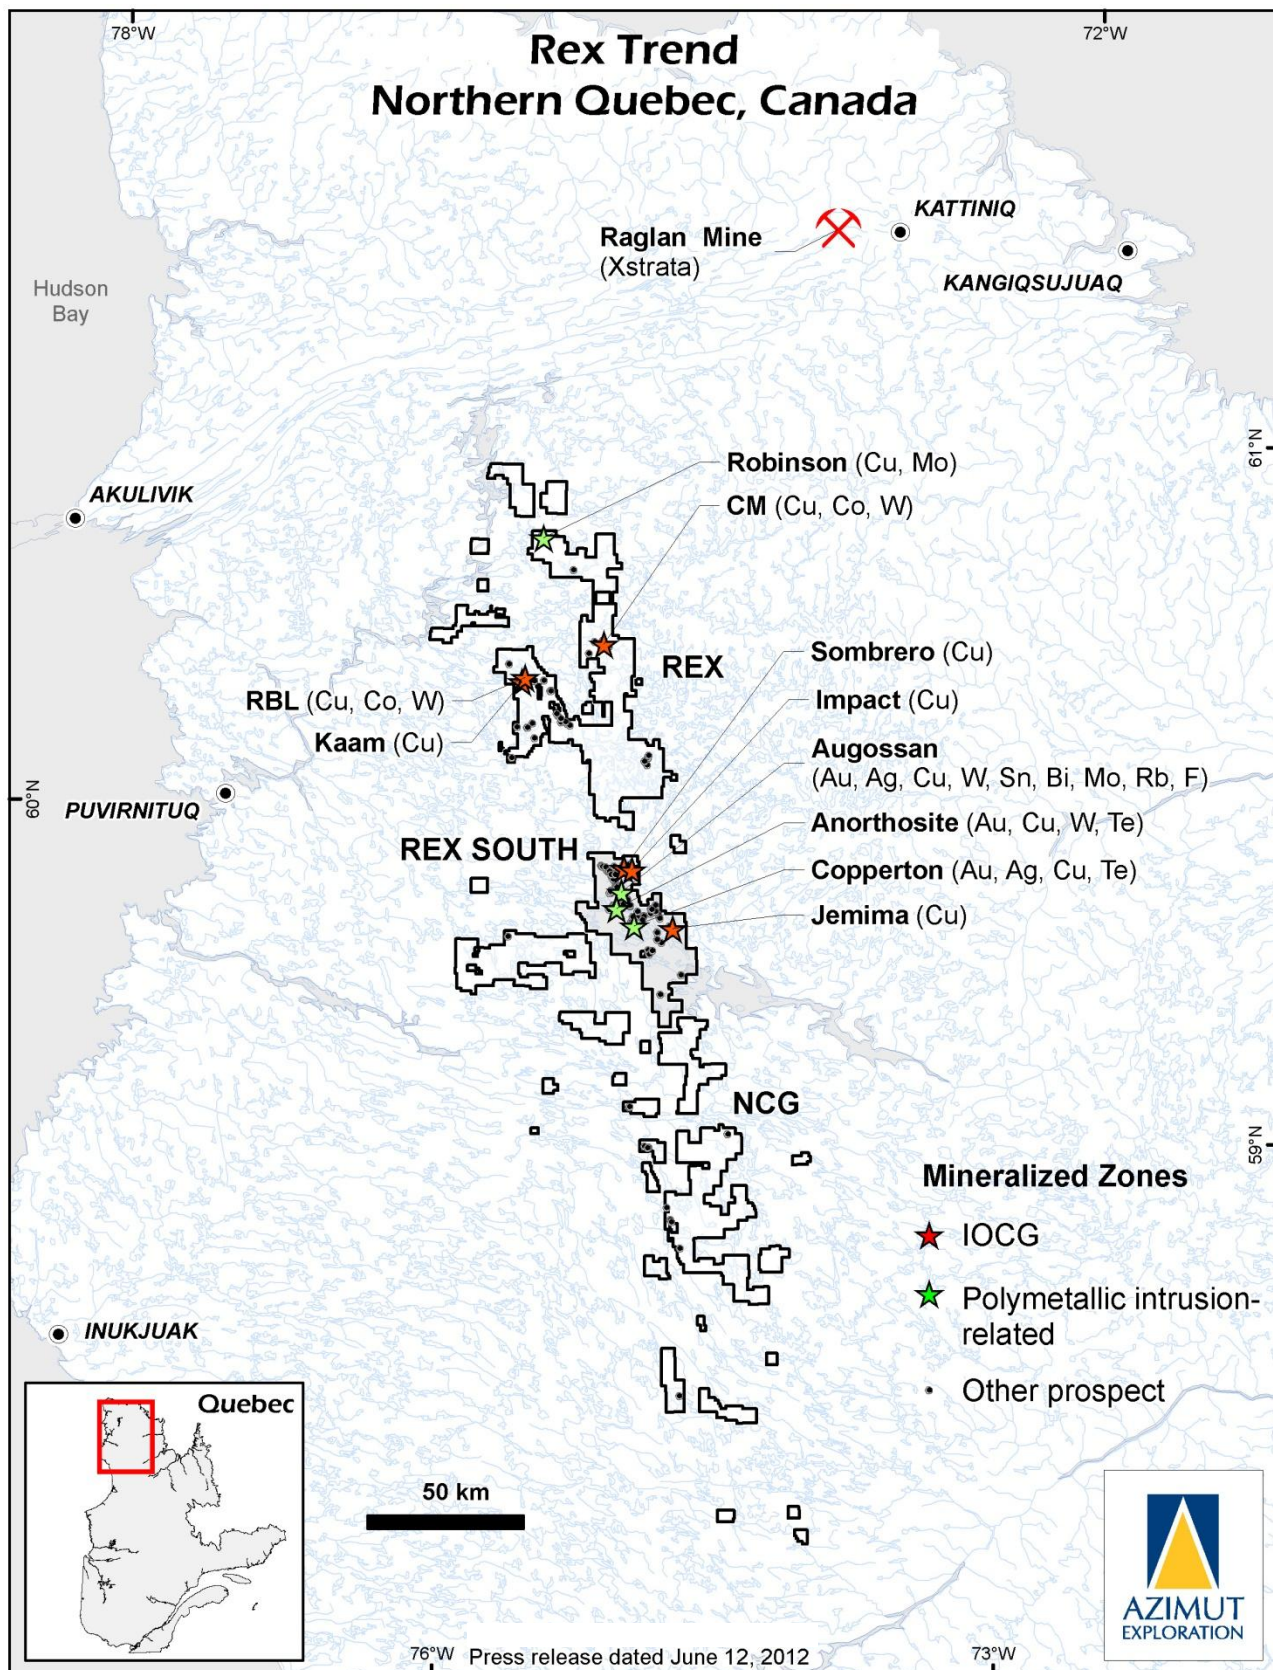 78°W
72°W
Rex Trend
Northern Quebec, Canada
KATTINIQ
Raglan Mine
(Xstrata)
KANGIQSUJUAQ
Hudson
Bay
61°N
Robinson (Cu, Mo)
AKULIVIK
CM (Cu, Co, W)
Sombrero (Cu)
REX
RBL (Cu, Co, W)
Impact (Cu)
Kaam (Cu)
Augossan
(Au, Ag, Cu, W, Sn, Bi, Mo, Rb, F)
60°N
PUVIRNITUQ
Anorthosite (Au, Cu, W, Te)
REX SOUTH
Copperton (Au, Ag, Cu, Te)
Jemima (Cu)
NCG
59°N
Mineralized Zones
IOCG
Polymetallic intrusion-
related
Other prospect
INUKJUAK
Quebec
50 km
AZIMUT
EXPLORATION
76°W
Press release dated June 12, 2012
73°W